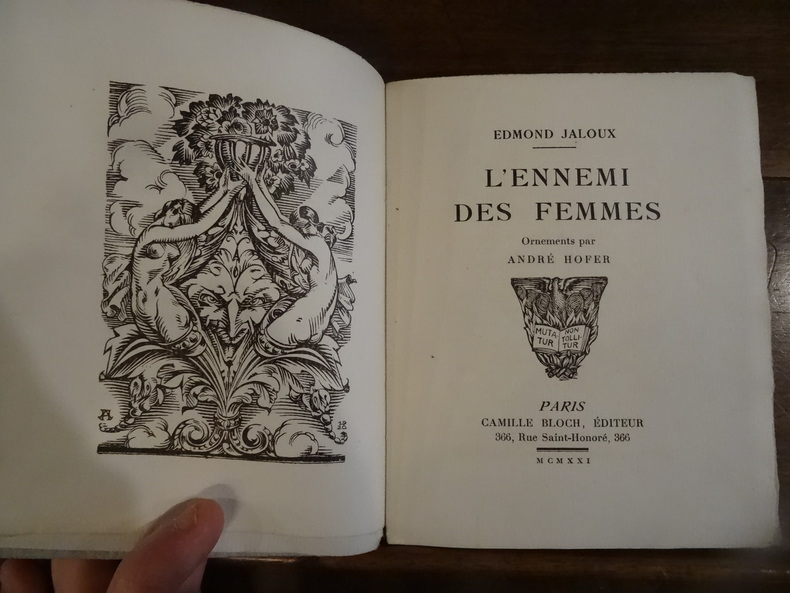 EDMOND JALOUX
L'ENNEMI
DES FEMMES
Ornements par
ANDRÉ HOFER
MUTA
TUR
NON
TOLLI-
TUR
PARIS
CAMILLE BLOCH, ÉDITEUR
366, Rue Saint-Honoré, 366
MCMXXI